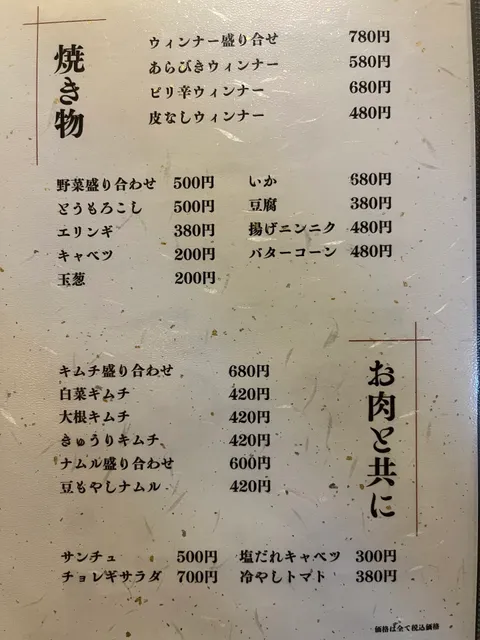 焼き物
ウィンナー盛り合せ 780円
あらびきウィンナー 580円
ピリ辛ウィンナー 680円
皮なしウィンナー 480円
野菜盛り合わせ 500円 いか 680円
とうもろこし 500円 豆腐 380円
エリンギ 380円 揚げニンニク 480円
キャベツ 200円 バターコーン 480円
玉葱 200円
お肉と共に
キムチ盛り合わせ 680円
白菜キムチ 420円
大根キムチ 420円
きゅうりキムチ 420円
ナムル盛り合わせ 600円
豆もやしナムル 420円
サンチュ 500円 塩だれキャベツ 300円
チョレギサラダ 700円 冷やしトマト 380円
価格は全て税込価格